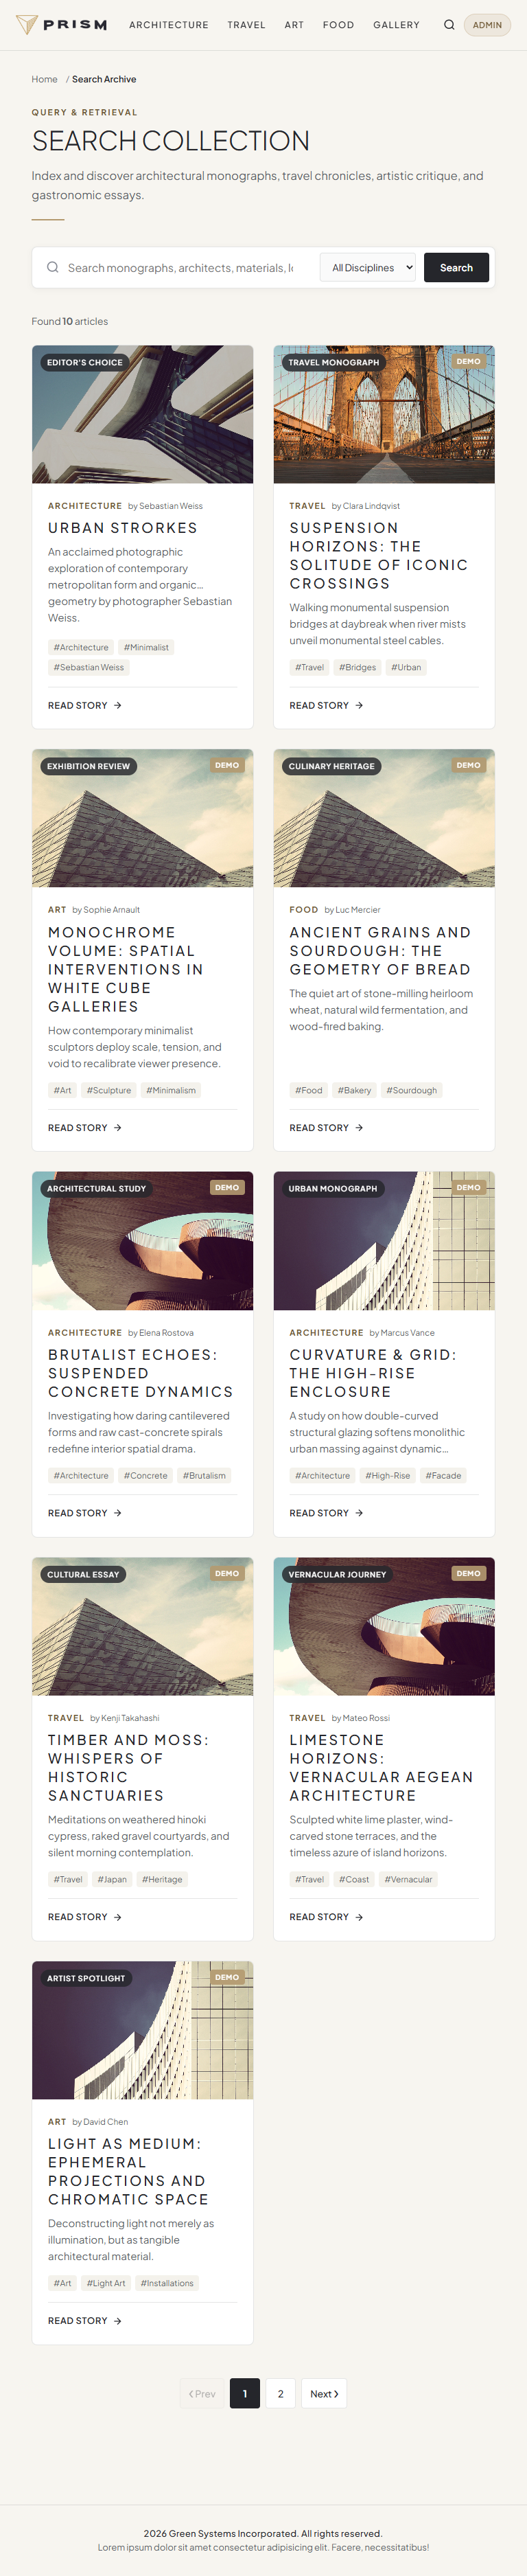 PRISM ARCHITECTURE TRAVEL ART FOOD GALLERY ADMIN
Home / Search Archive
QUERY & RETRIEVAL
SEARCH COLLECTION
Index and discover architectural monographs, travel chronicles, artistic critique, and
gastronomic essays.
Search monographs, architects, materials, lo All Disciplines Search
Found 10 articles
EDITOR'S CHOICE
ARCHITECTURE by Sebastian Weiss
URBAN STRORKES
An acclaimed photographic
exploration of contemporary
metropolitan form and organic...
geometry by photographer Sebastian
Weiss.
#Architecture #Minimalist
#Sebastian Weiss
READ STORY →
TRAVEL MONOGRAPH DEMO
TRAVEL by Clara Lindqvist
SUSPENSION
HORIZONS: THE
SOLITUDE OF ICONIC
CROSSINGS
Walking monumental suspension
bridges at daybreak when river mists
unveil monumental steel cables.
#Travel #Bridges #Urban
READ STORY →
EXHIBITION REVIEW DEMO
ART by Sophie Arnault
MONOCHROME
VOLUME: SPATIAL
INTERVENTIONS IN
WHITE CUBE
GALLERIES
How contemporary minimalist
sculptors deploy scale, tension, and
void to recalibrate viewer presence.
#Art #Sculpture #Minimalism
READ STORY →
CULINARY HERITAGE DEMO
FOOD by Luc Mercier
ANCIENT GRAINS AND
SOURDOUGH: THE
GEOMETRY OF BREAD
The quiet art of stone-milling heirloom
wheat, natural wild fermentation, and
wood-fired baking.
#Food #Bakery #Sourdough
READ STORY →
ARCHITECTURAL STUDY DEMO
ARCHITECTURE by Elena Rostova
BRUTALIST ECHOES:
SUSPENDED
CONCRETE DYNAMICS
Investigating how daring cantilevered
forms and raw cast-concrete spirals
redefine interior spatial drama.
#Architecture #Concrete #Brutalism
READ STORY →
URBAN MONOGRAPH DEMO
ARCHITECTURE by Marcus Vance
CURVATURE & GRID:
THE HIGH-RISE
ENCLOSURE
A study on how double-curved
structural glazing softens monolithic
urban massing against dynamic...
#Architecture #High-Rise #Facade
READ STORY →
CULTURAL ESSAY DEMO
TRAVEL by Kenji Takahashi
TIMBER AND MOSS:
WHISPERS OF
HISTORIC
SANCTUARIES
Meditations on weathered hinoki
cypress, raked gravel courtyards, and
silent morning contemplation.
#Travel #Japan #Heritage
READ STORY →
VERNACULAR JOURNEY DEMO
TRAVEL by Mateo Rossi
LIMESTONE
HORIZONS:
VERNACULAR AEGEAN
ARCHITECTURE
Sculpted white lime plaster, wind-
carved stone terraces, and the
timeless azure of island horizons.
#Travel #Coast #Vernacular
READ STORY →
ARTIST SPOTLIGHT DEMO
ART by David Chen
LIGHT AS MEDIUM:
EPHEMERAL
PROJECTIONS AND
CHROMATIC SPACE
Deconstructing light not merely as
illumination, but as tangible
architectural material.
#Art #Light Art #Installations
READ STORY →
Prev 1 2 Next
2026 Green Systems Incorporated. All rights reserved.
Lorem ipsum dolor sit amet consectetur adipisicing elit. Facere, necessitatibus!